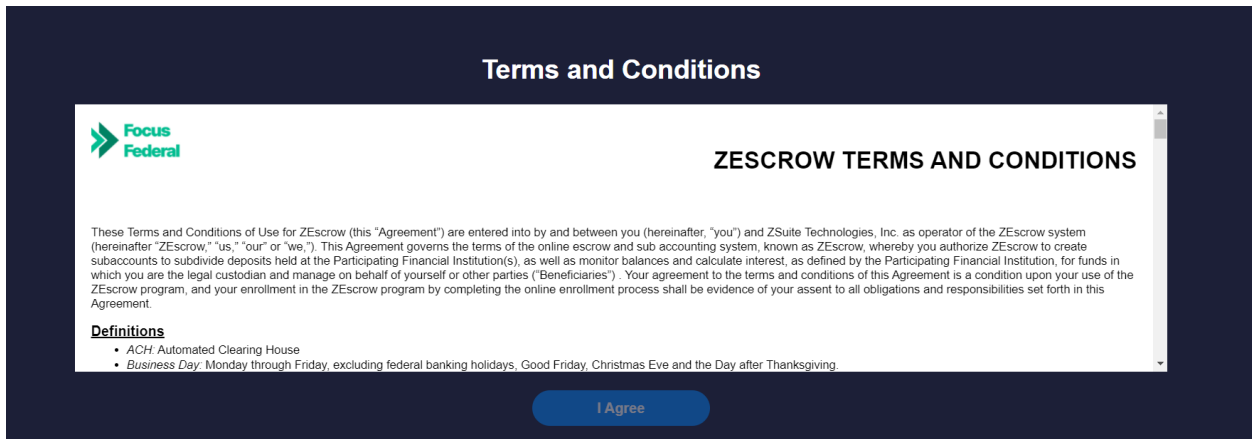 Terms and Conditions
Focus
Federal
ZESCROW TERMS AND CONDITIONS
These Terms and Conditions of Use for ZEscrow (this “Agreement”) are entered into by and between you (hereinafter, “you”) and ZSuite Technologies, Inc. as operator of the ZEscrow system
(hereinafter “ZEscrow,” “us,” “our” or “we,”). This Agreement governs the terms of the online escrow and sub accounting system, known as ZEscrow, whereby you authorize ZEscrow to create
subaccounts to subdivide deposits held at the Participating Financial Institution(s), as well as monitor balances and calculate interest, as defined by the Participating Financial Institution, for funds in
which you are the legal custodian and manage on behalf of yourself or other parties (“Beneficiaries”) . Your agreement to the terms and conditions of this Agreement is a condition upon your use of the
ZEscrow program, and your enrollment in the ZEscrow program by completing the online enrollment process shall be evidence of your assent to all obligations and responsibilities set forth in this
Agreement.
Definitions
• ACH: Automated Clearing House
• Business Day: Monday through Friday, excluding federal banking holidays, Good Friday, Christmas Eve and the Day after Thanksgiving.
I Agree